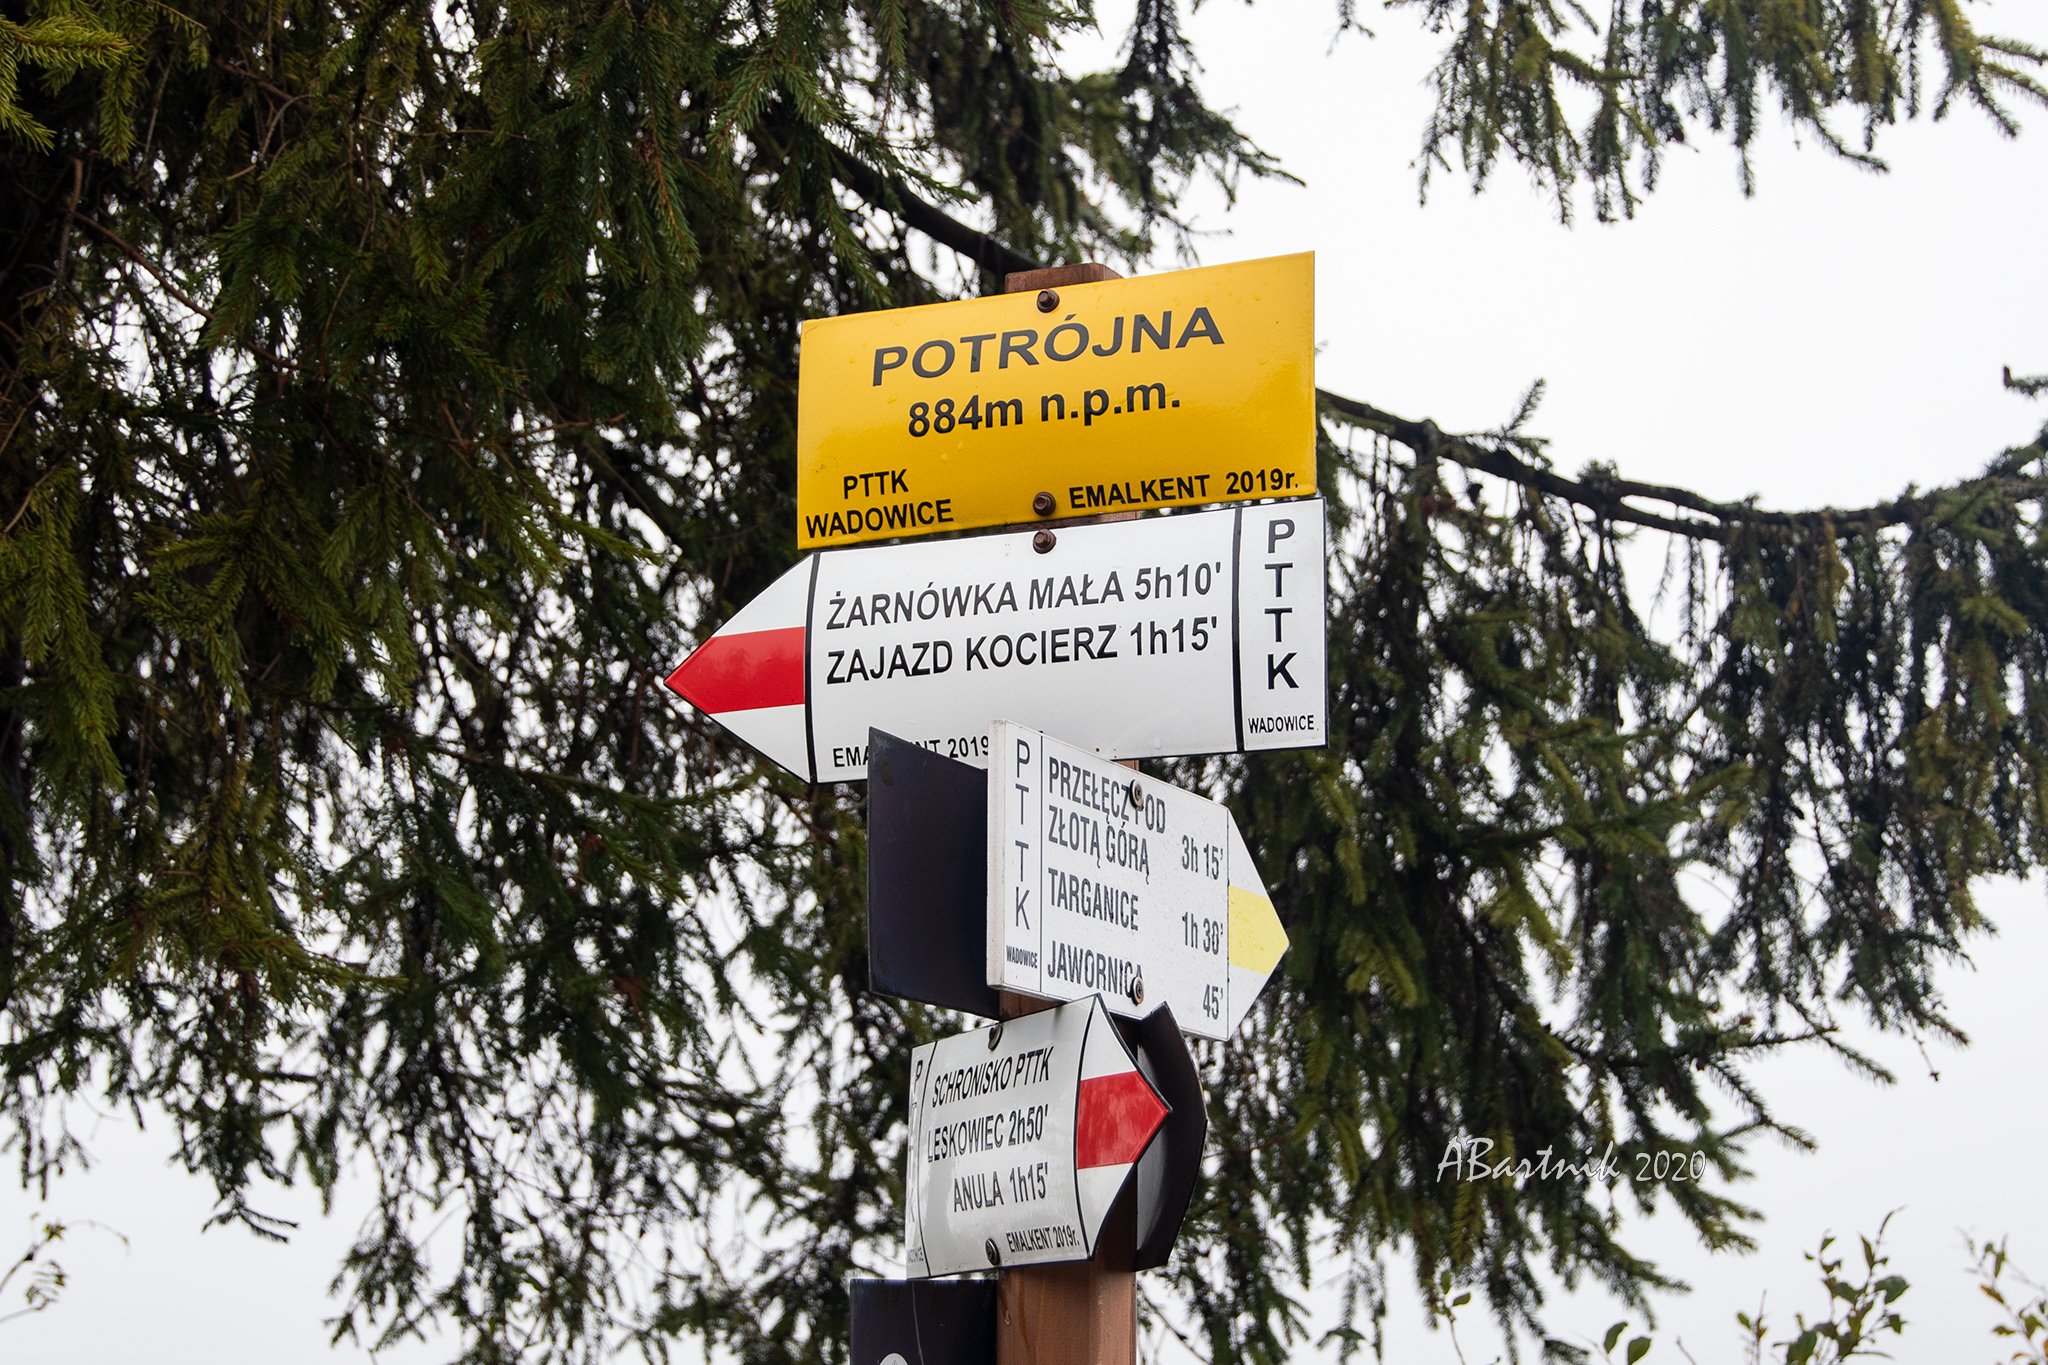 POTRÓJNA
884m n.p.m.
PTTK
WADOWICE
EMALKENT 2019r.
ŻARNÓWKA MAŁA 5h10'
ZAJAZD KOCIERZ 1h15'
PTTK
WADOWICE
2019
PTTK
WADOWICE
PRZEŁĘCZ POD
ZŁOTĄ GÓRĄ 3h 15'
TARGANICE 1h 30'
JAWORNICA 45'
SCHRONISKO PTTK
LESKOWIEC 2h50'
ANULA 1h15'
EMALKENT 2019r.
ABartnik 2020